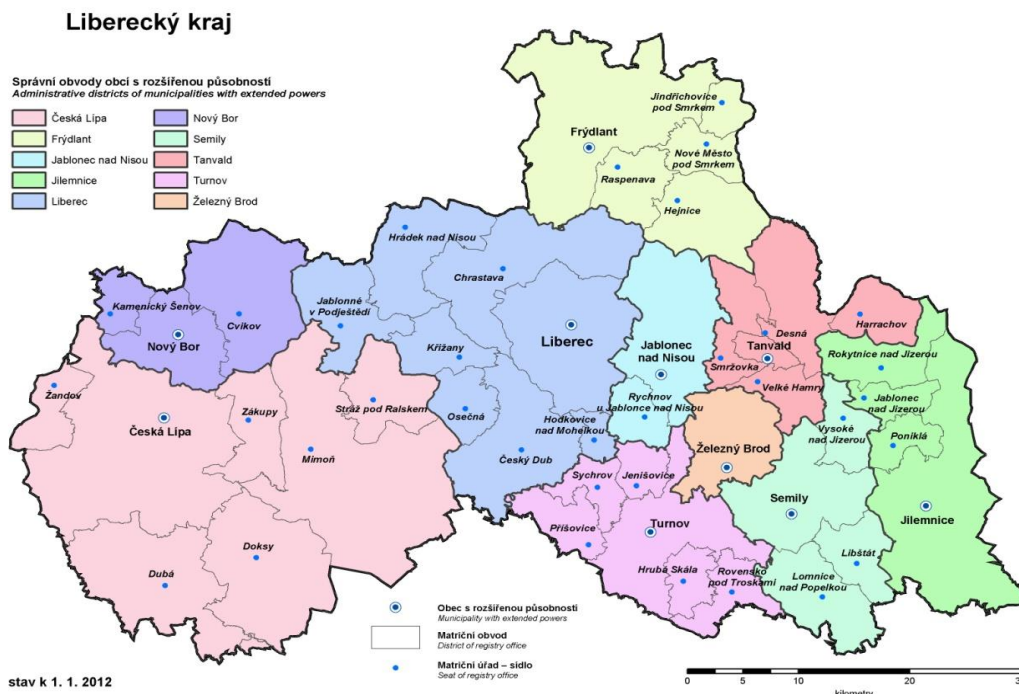 Liberecký kraj
Správní obvody obcí s rozšířenou působností
Administrative districts of municipalities with extended powers
Česká Lípa
Nový Bor
Frýdlant
Semily
Jablonec nad Nisou
Tanvald
Jilemnice
Turnov
Liberec
Železný Brod
Jindřichovice
pod Smrkem
Frýdlant
Nové Město
pod Smrkem
Raspenava
Hejnice
Hrádek nad Nisou
Chrastava
Kamenický Šenov
Jablonné
v Podještědí
Cvikov
Nový Bor
Liberec
Křižany
Jablonec
nad Nisou
Desná
Tanvald
Harrachov
Smržovka
Rokytnice nad Jizerou
Velké Hamry
Žandov
Zákupy
Stráž pod Ralskem
Osečná
Rychnov
u Jablonce nad Nisou
Jablonec
nad Jizerou
Česká Lípa
Hodkovice
nad Mohelkou
Vysoké
nad Jizerou
Poniklá
Mimoň
Český Dub
Železný Brod
Sychrov
Jenišovice
Semily
Jilemnice
Příšovice
Turnov
Doksy
Dubá
Hrubá Skála
Rovensko
pod Troskami
Libštát
Lomnice
nad Popelkou
Obec s rozšířenou působností
Municipality with extended powers
Matriční obvod
District of registry office
Matriční úřad – sídlo
Seat of registry office
stav k 1. 1. 2012
0 10 20